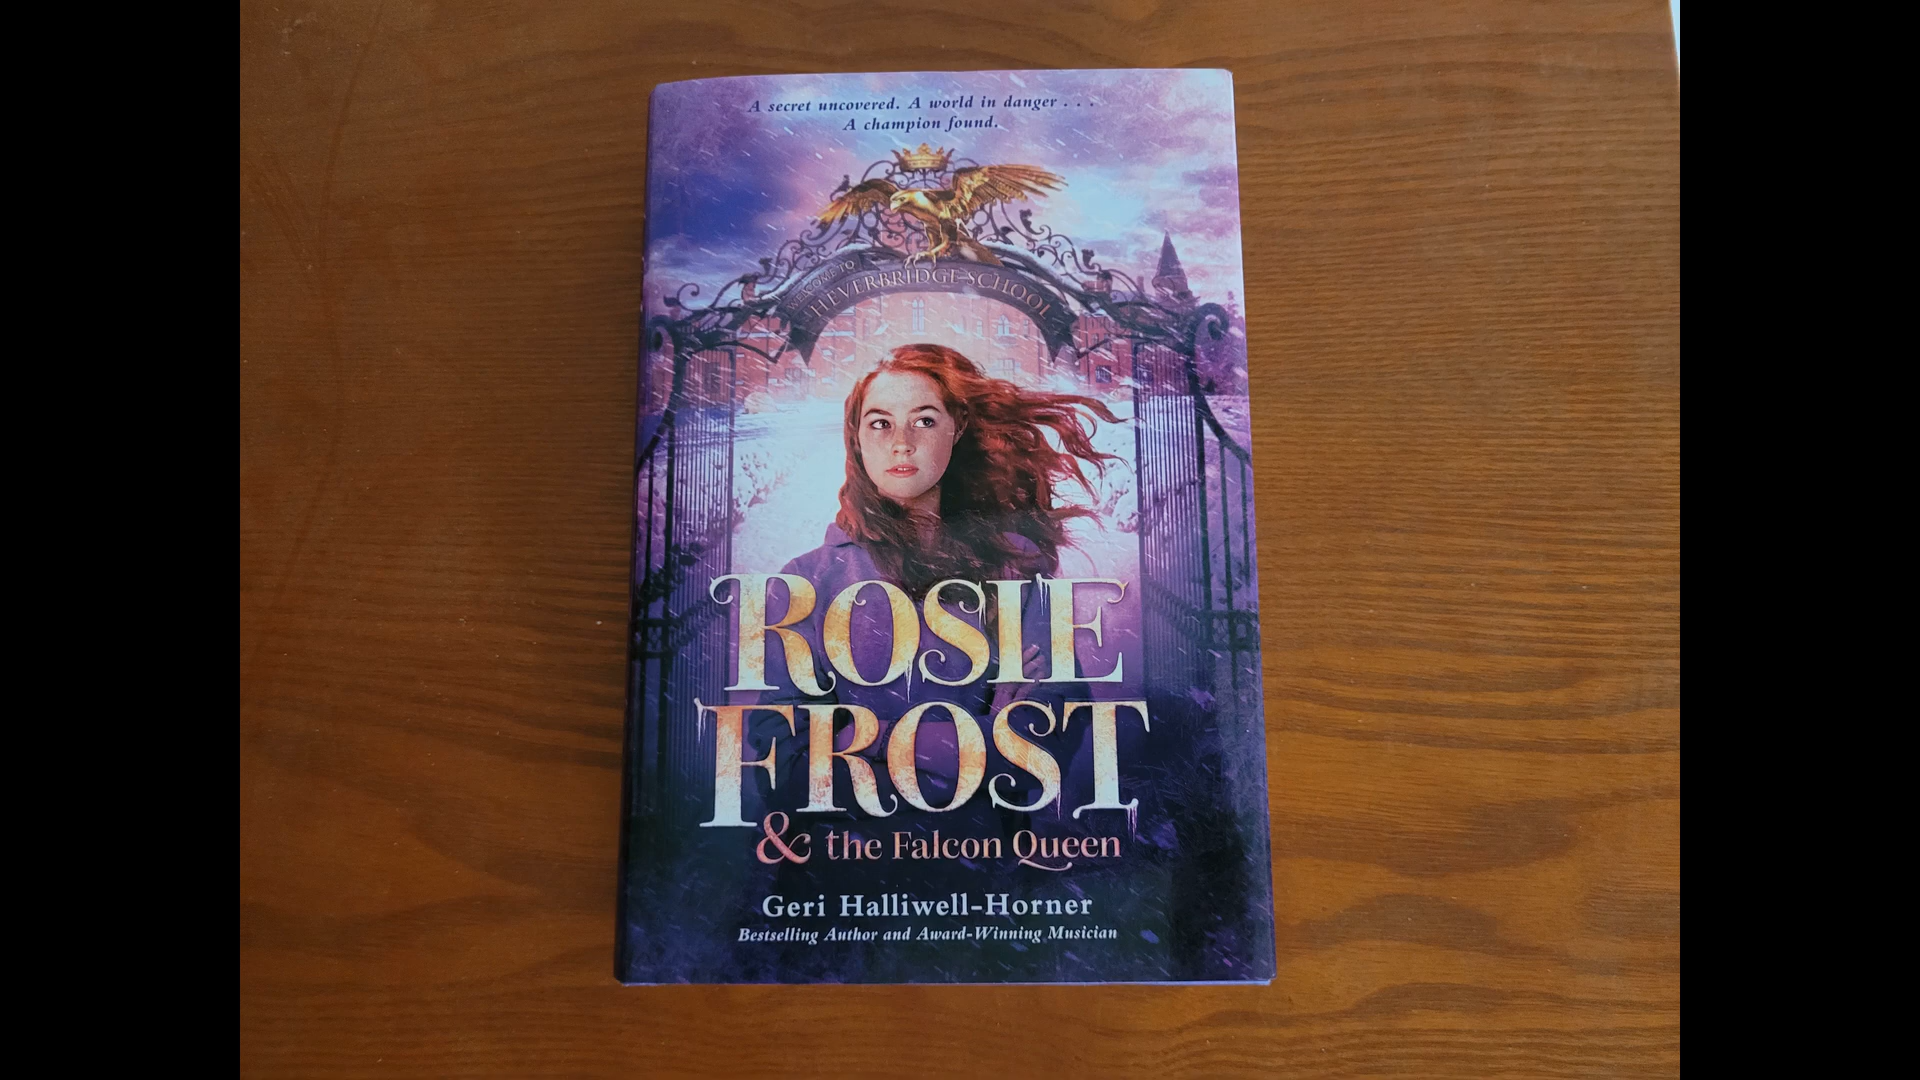 A secret uncovered. A world in danger . . .
A champion found.
WELCOME TO
HEVERBRIDGE SCHOOL
ROSIE
FROST
& the Falcon Queen
Geri Halliwell-Horner
Bestselling Author and Award-Winning Musician